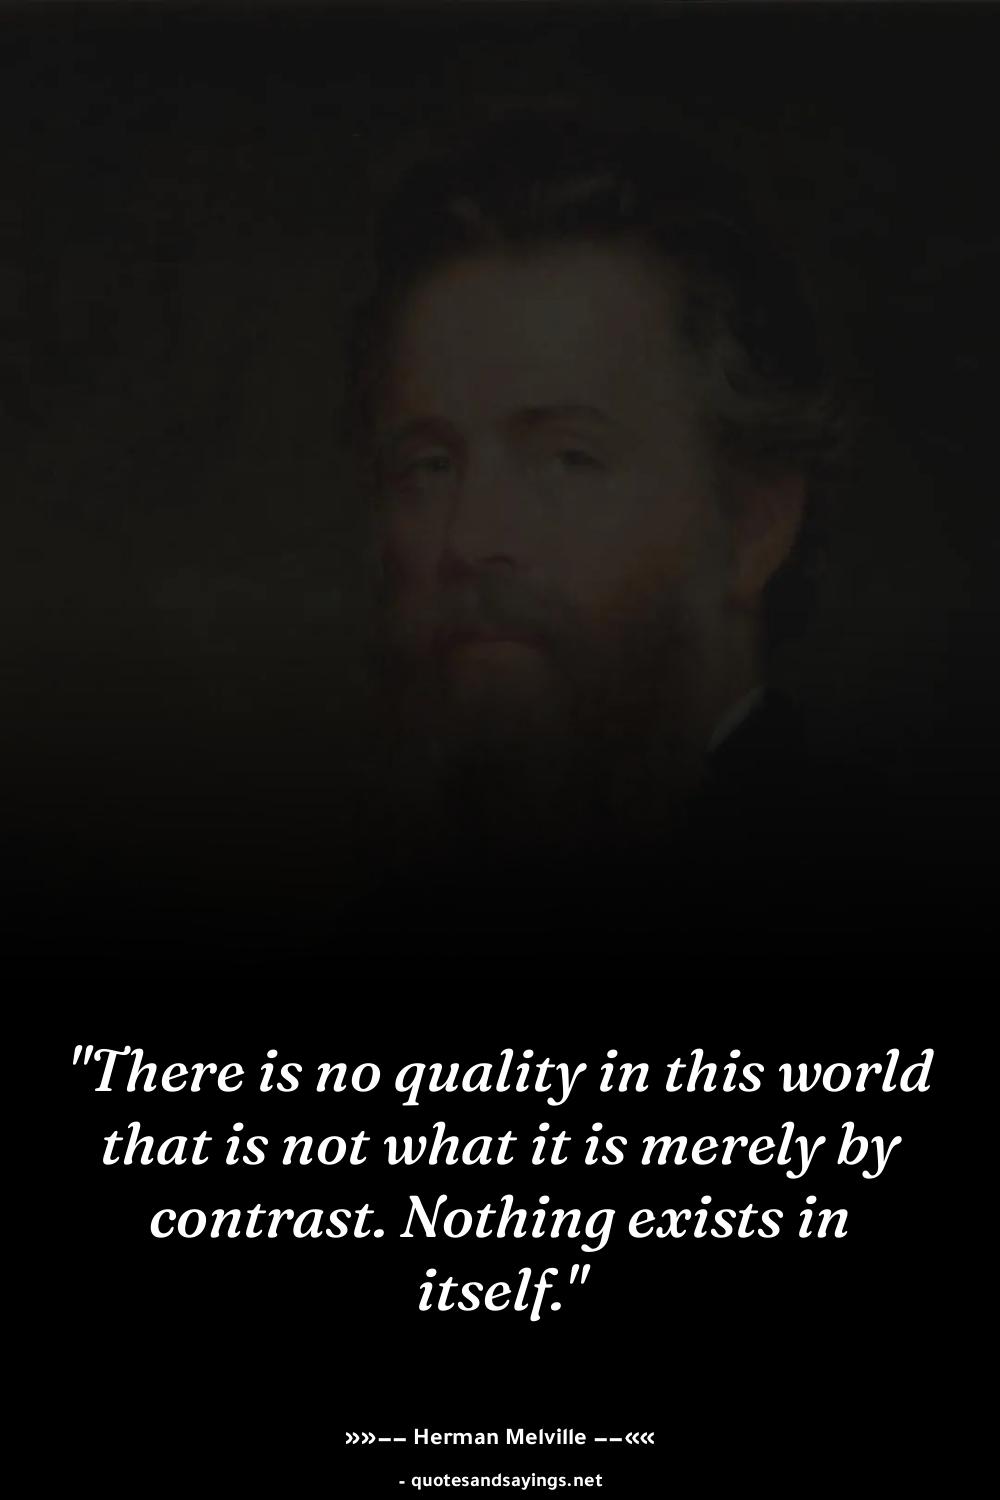 "There is no quality in this world
that is not what it is merely by
contrast. Nothing exists in
itself."
»»–– Herman Melville ––««
- quotesandsayings.net